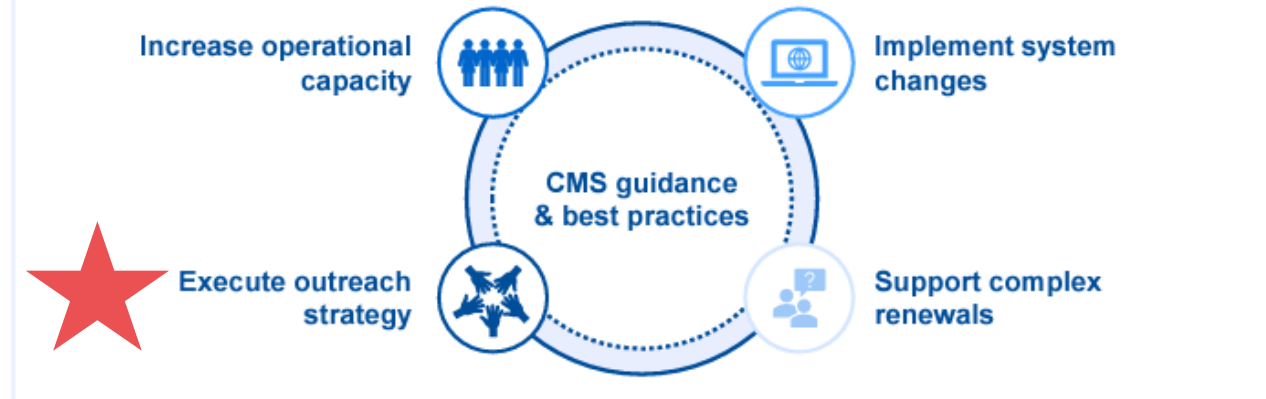 Increase operational
capacity
Implement system
changes
CMS guidance
& best practices
Execute outreach
strategy
?
Support complex
renewals